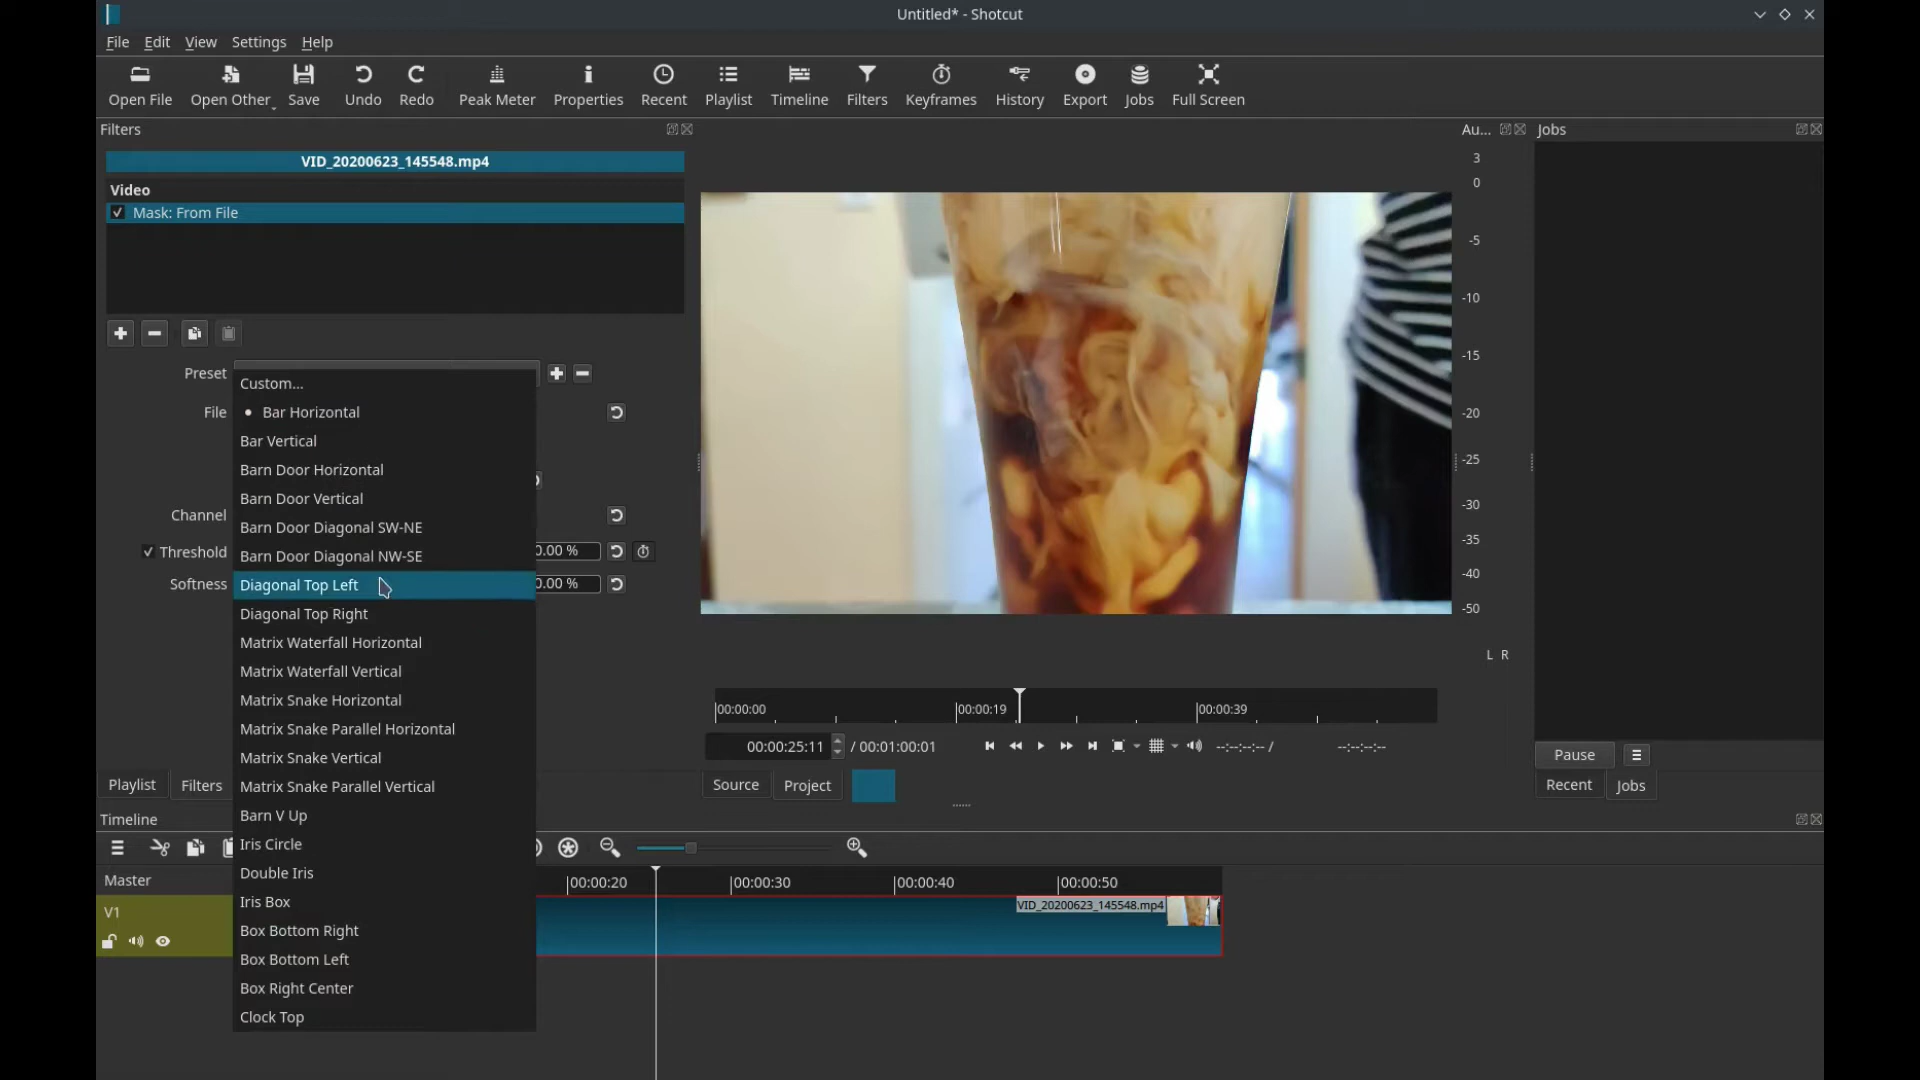 Untitled* - Shotcut
File Edit View Settings Help
Open File Open Other Save Undo Redo Peak Meter Properties Recent Playlist Timeline Filters Keyframes History Export Jobs Full Screen
Filters
Au...
Jobs
VID_20200623_145548.mp4
Video
Mask: From File
Preset
File
Channel
Threshold
0.00 %
Softness
0.00 %
Custom...
Bar Horizontal
Bar Vertical
Barn Door Horizontal
Barn Door Vertical
Barn Door Diagonal SW-NE
Barn Door Diagonal NW-SE
Diagonal Top Left
Diagonal Top Right
Matrix Waterfall Horizontal
Matrix Waterfall Vertical
Matrix Snake Horizontal
Matrix Snake Parallel Horizontal
Matrix Snake Vertical
Matrix Snake Parallel Vertical
Barn V Up
Iris Circle
Double Iris
Iris Box
Box Bottom Right
Box Bottom Left
Box Right Center
Clock Top
3
0
-5
-10
-15
-20
-25
-30
-35
-40
-50
L R
00:00:00 00:00:19 00:00:39
00:00:25:11 / 00:01:00:01 --:--:--:-- / --:--:--:--
Playlist Filters
Source Project
Pause
Recent Jobs
Timeline
Master
00:00:20 00:00:30 00:00:40 00:00:50
V1
VID_20200623_145548.mp4